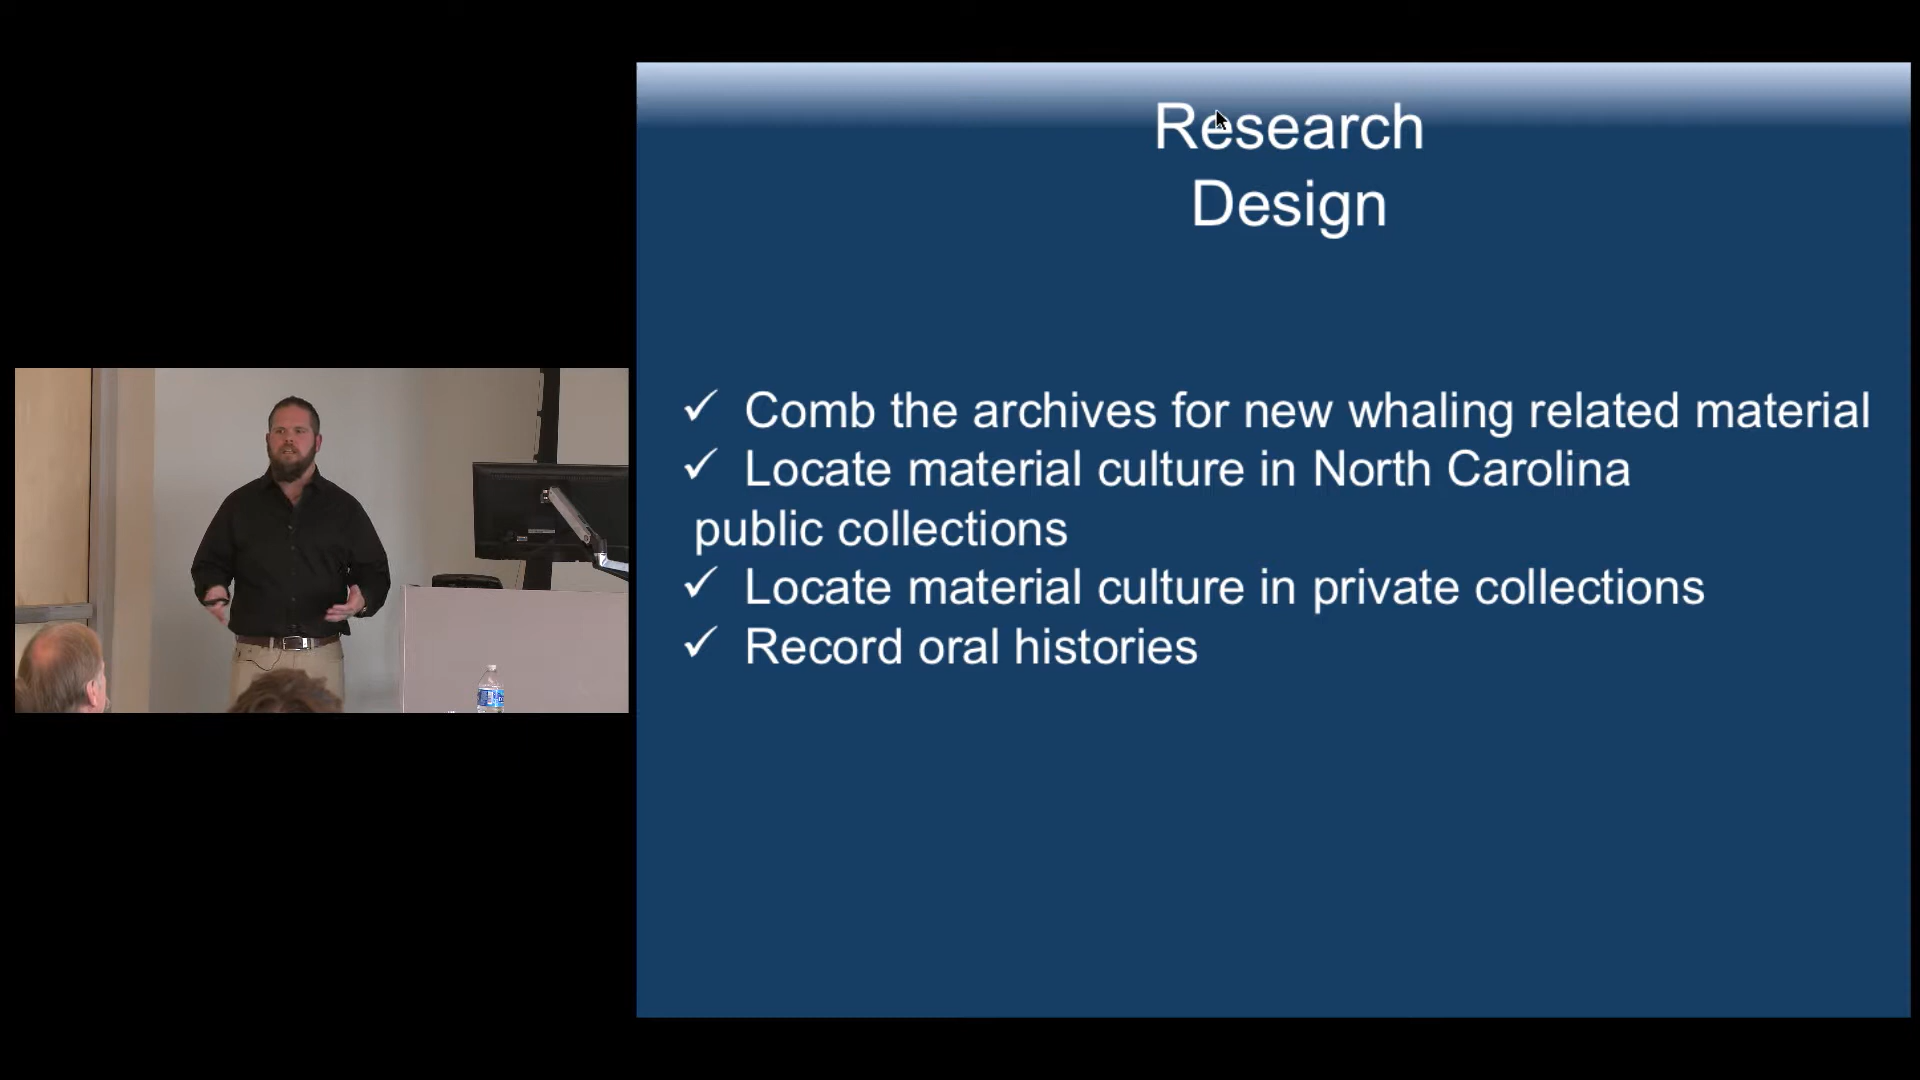 Research
Design
✓ Comb the archives for new whaling related material
✓ Locate material culture in North Carolina
public collections
✓ Locate material culture in private collections
✓ Record oral histories